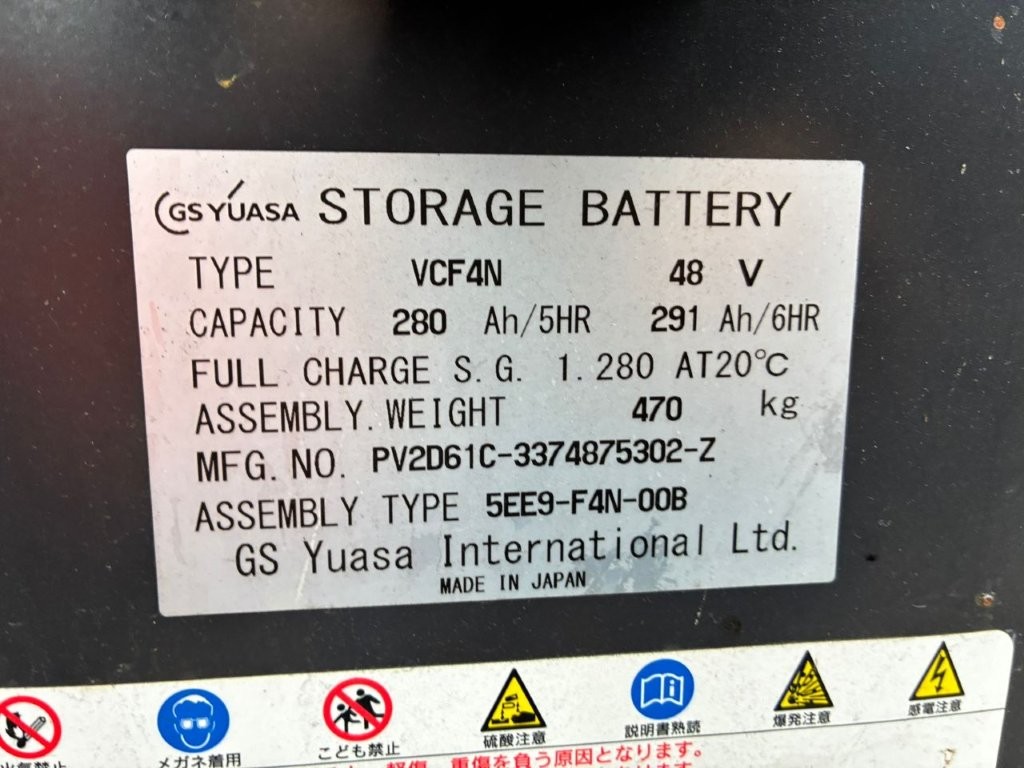 GS YUASA STORAGE BATTERY
TYPE VCF4N 48 V
CAPACITY 280 Ah/5HR 291 Ah/6HR
FULL CHARGE S.G. 1.280 AT20℃
ASSEMBLY.WEIGHT 470 kg
MFG.NO. PV2D61C-3374875302-Z
ASSEMBLY TYPE 5EE9-F4N-00B
GS Yuasa International Ltd.
MADE IN JAPAN
火気禁止 メガネ着用 こども禁止 硫酸注意 説明書熟読 爆発注意 感電注意
重傷を負う原因となります。